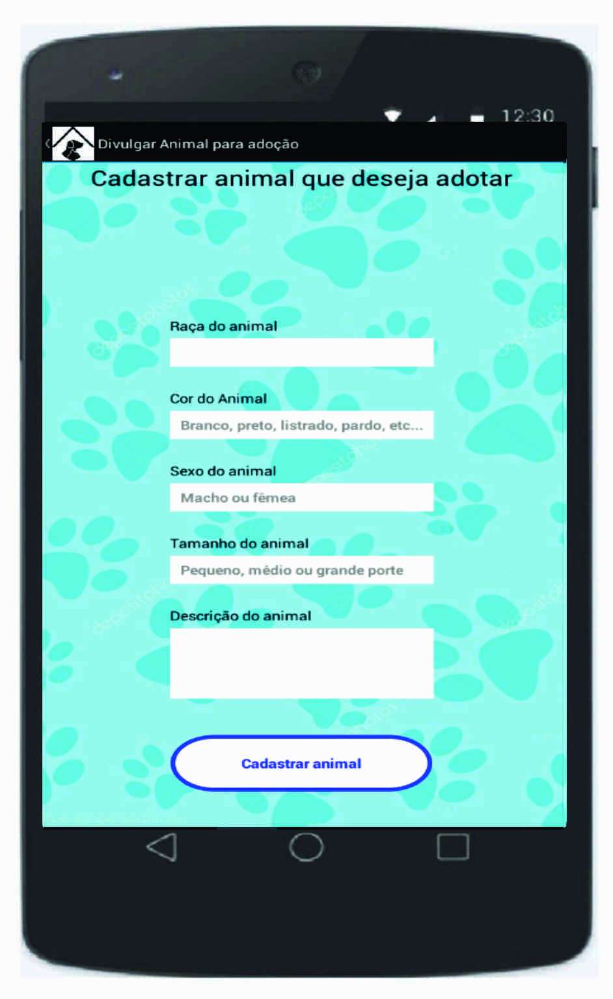 12:30
Divulgar Animal para adoção
Cadastrar animal que deseja adotar
Raça do animal
Cor do Animal
Branco, preto, listrado, pardo, etc...
Sexo do animal
Macho ou fêmea
Tamanho do animal
Pequeno, médio ou grande porte
Descrição do animal
Cadastrar animal
depositphotos